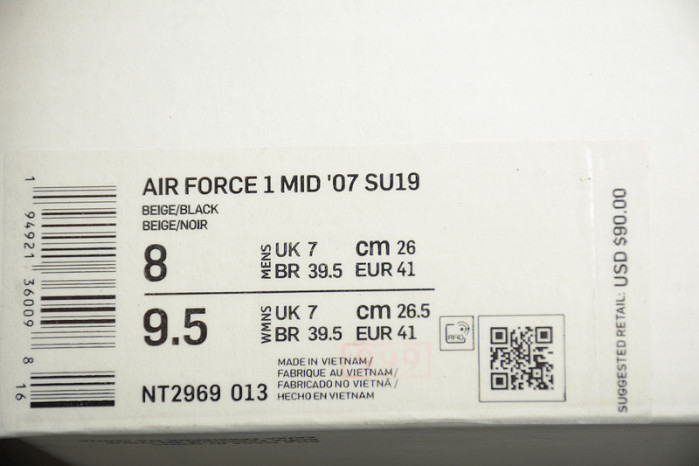 AIR FORCE 1 MID '07 SU19
BEIGE/BLACK
BEIGE/NOIR
8 MENS UK 7 cm 26
BR 39.5 EUR 41
9.5 WMNS UK 7 cm 26.5
BR 39.5 EUR 41
MADE IN VIETNAM/
FABRIQUE AU VIETNAM/
FABRICADO NO VIETNÃ/
HECHO EN VIETNAM
NT2969 013
1 94921 36009 8 16
SUGGESTED RETAIL: USD $90.00